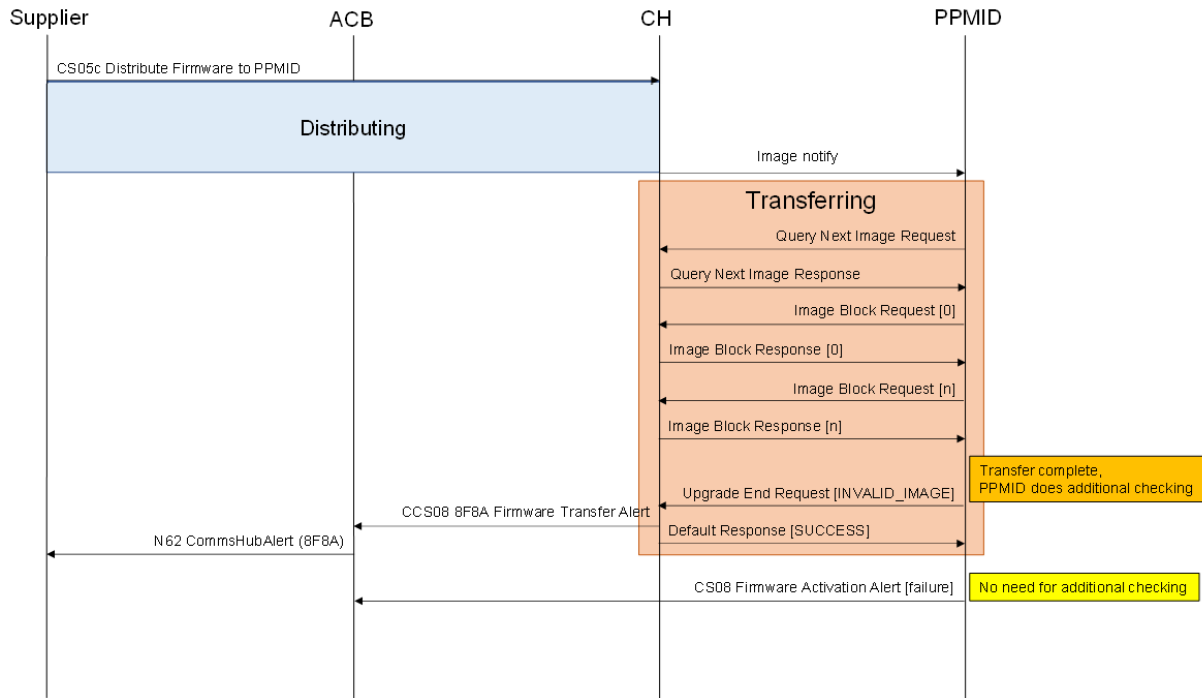 Supplier
ACB
CH
PPMID
CS05c Distribute Firmware to PPMID
Distributing
Image notify
Transferring
Query Next Image Request
Query Next Image Response
Image Block Request [0]
Image Block Response [0]
Image Block Request [n]
Image Block Response [n]
Transfer complete,
PPMID does additional checking
Upgrade End Request [INVALID_IMAGE]
CCS08 8F8A Firmware Transfer Alert
Default Response [SUCCESS]
N62 CommsHubAlert (8F8A)
CS08 Firmware Activation Alert [failure]
No need for additional checking